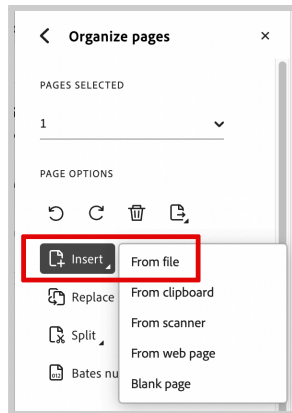 Organize pages
PAGES SELECTED
1
PAGE OPTIONS
Insert
From file
From clipboard
Replace
From scanner
Split
From web page
Bates nu
Blank page